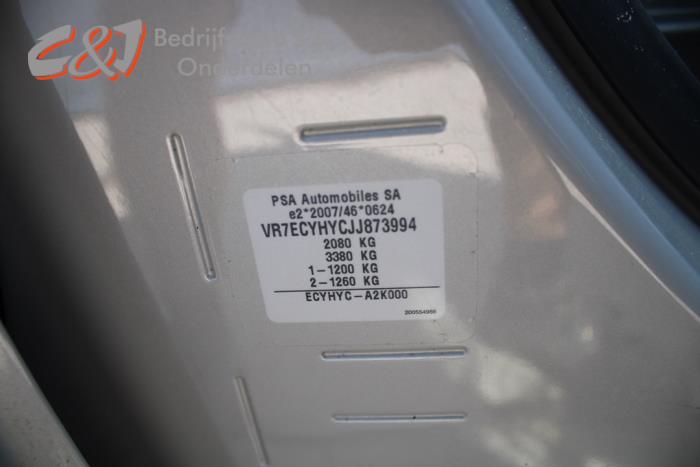 C&J Bedrijf
Onderdelen
PSA Automobiles SA
e2*2007/46*0624
VR7ECYHYCJJ873994
2080 KG
3380 KG
1-1200 KG
2-1260 KG
ECYHYC-A2K000